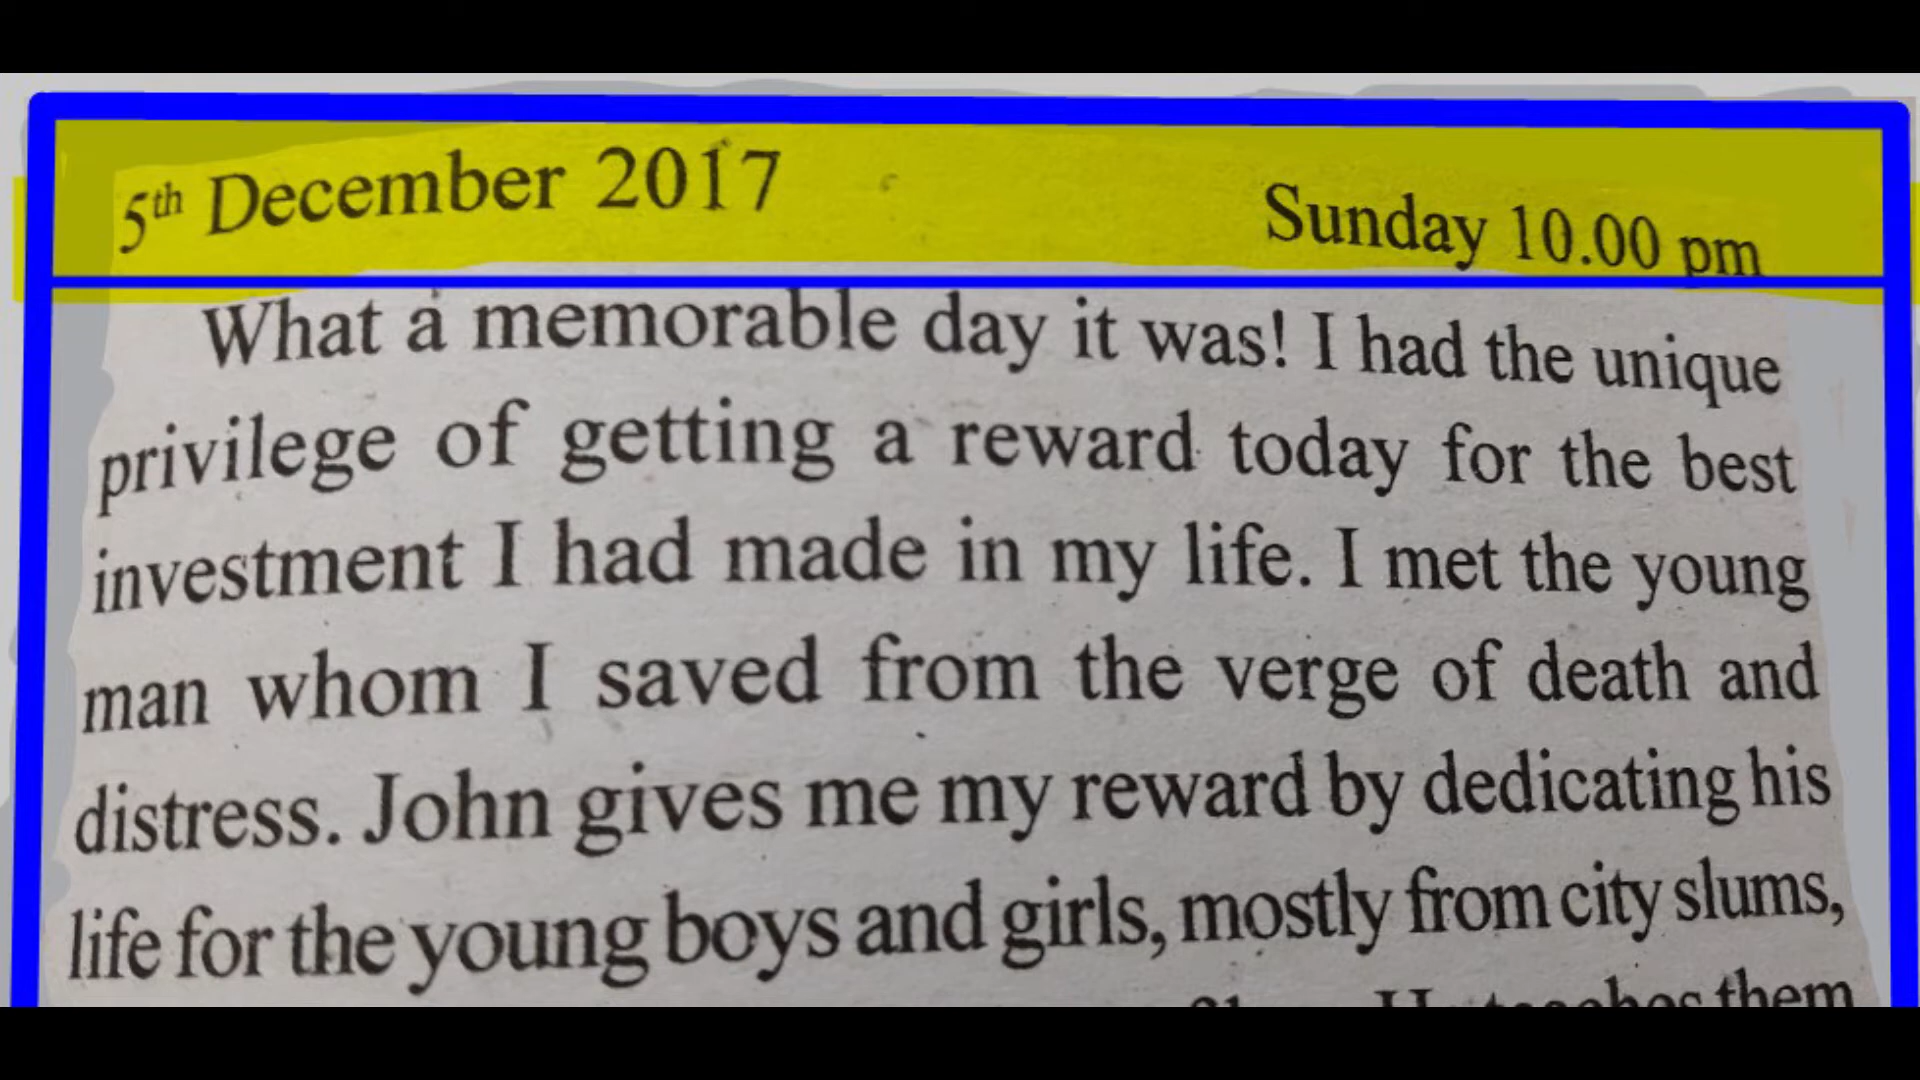 5th December 2017 Sunday 10.00 pm
What a memorable day it was! I had the unique
privilege of getting a reward today for the best
investment I had made in my life. I met the young
man whom I saved from the verge of death and
distress. John gives me my reward by dedicating his
life for the young boys and girls, mostly from city slums,
them